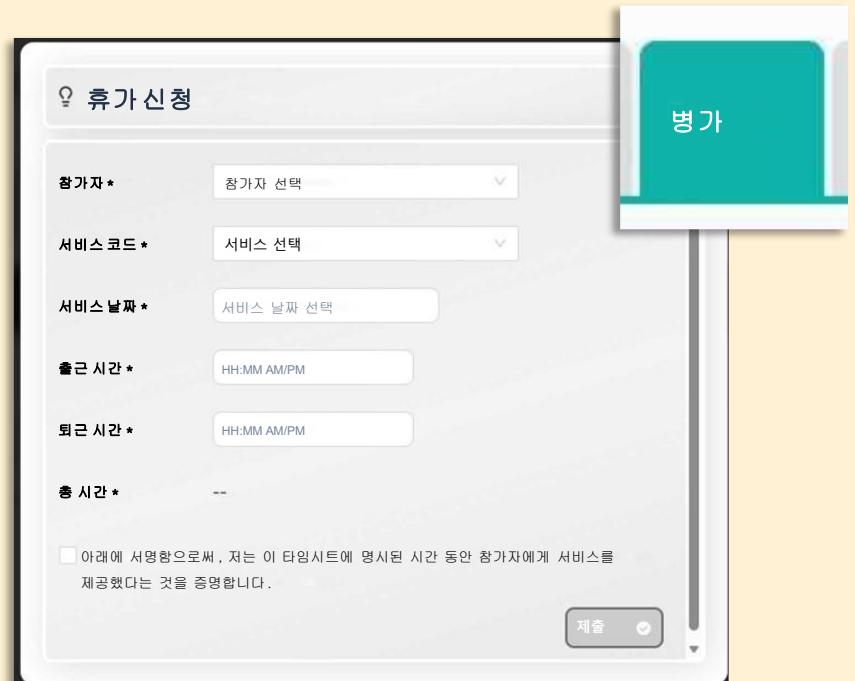 휴가 신청
병가
참가자 *
참가자 선택
서비스 코드 *
서비스 선택
서비스 날짜 *
서비스 날짜 선택
출근 시간 *
HH:MM AM/PM
퇴근 시간 *
HH:MM AM/PM
총 시간 *
--
아래에 서명함으로써, 저는 이 타임시트에 명시된 시간 동안 참가자에게 서비스를
제공했다는 것을 증명합니다.
제출